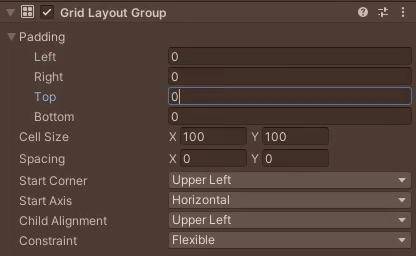 Grid Layout Group
Padding
Left 0
Right 0
Top 0
Bottom 0
Cell Size X 100 Y 100
Spacing X 0 Y 0
Start Corner Upper Left
Start Axis Horizontal
Child Alignment Upper Left
Constraint Flexible